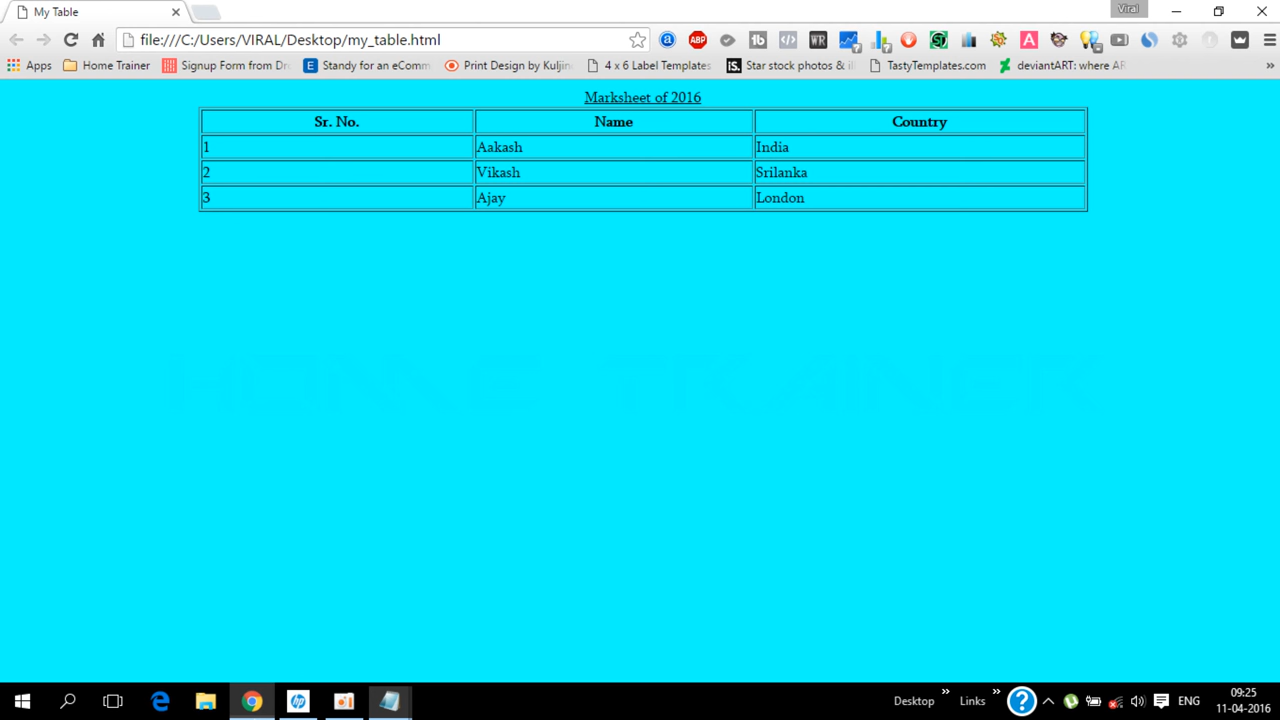 My Table
Viral
file:///C:/Users/VIRAL/Desktop/my_table.html
Apps
Home Trainer
Signup Form from Dr
Standy for an eComm
Print Design by Kuljin
4 x 6 Label Templates
Star stock photos & il
TastyTemplates.com
deviantART: where AR
Marksheet of 2016
Sr. No. Name Country
1 Aakash India
2 Vikash Srilanka
3 Ajay London
HOME TRAINER
Desktop
Links
ENG
09:25
11-04-2016